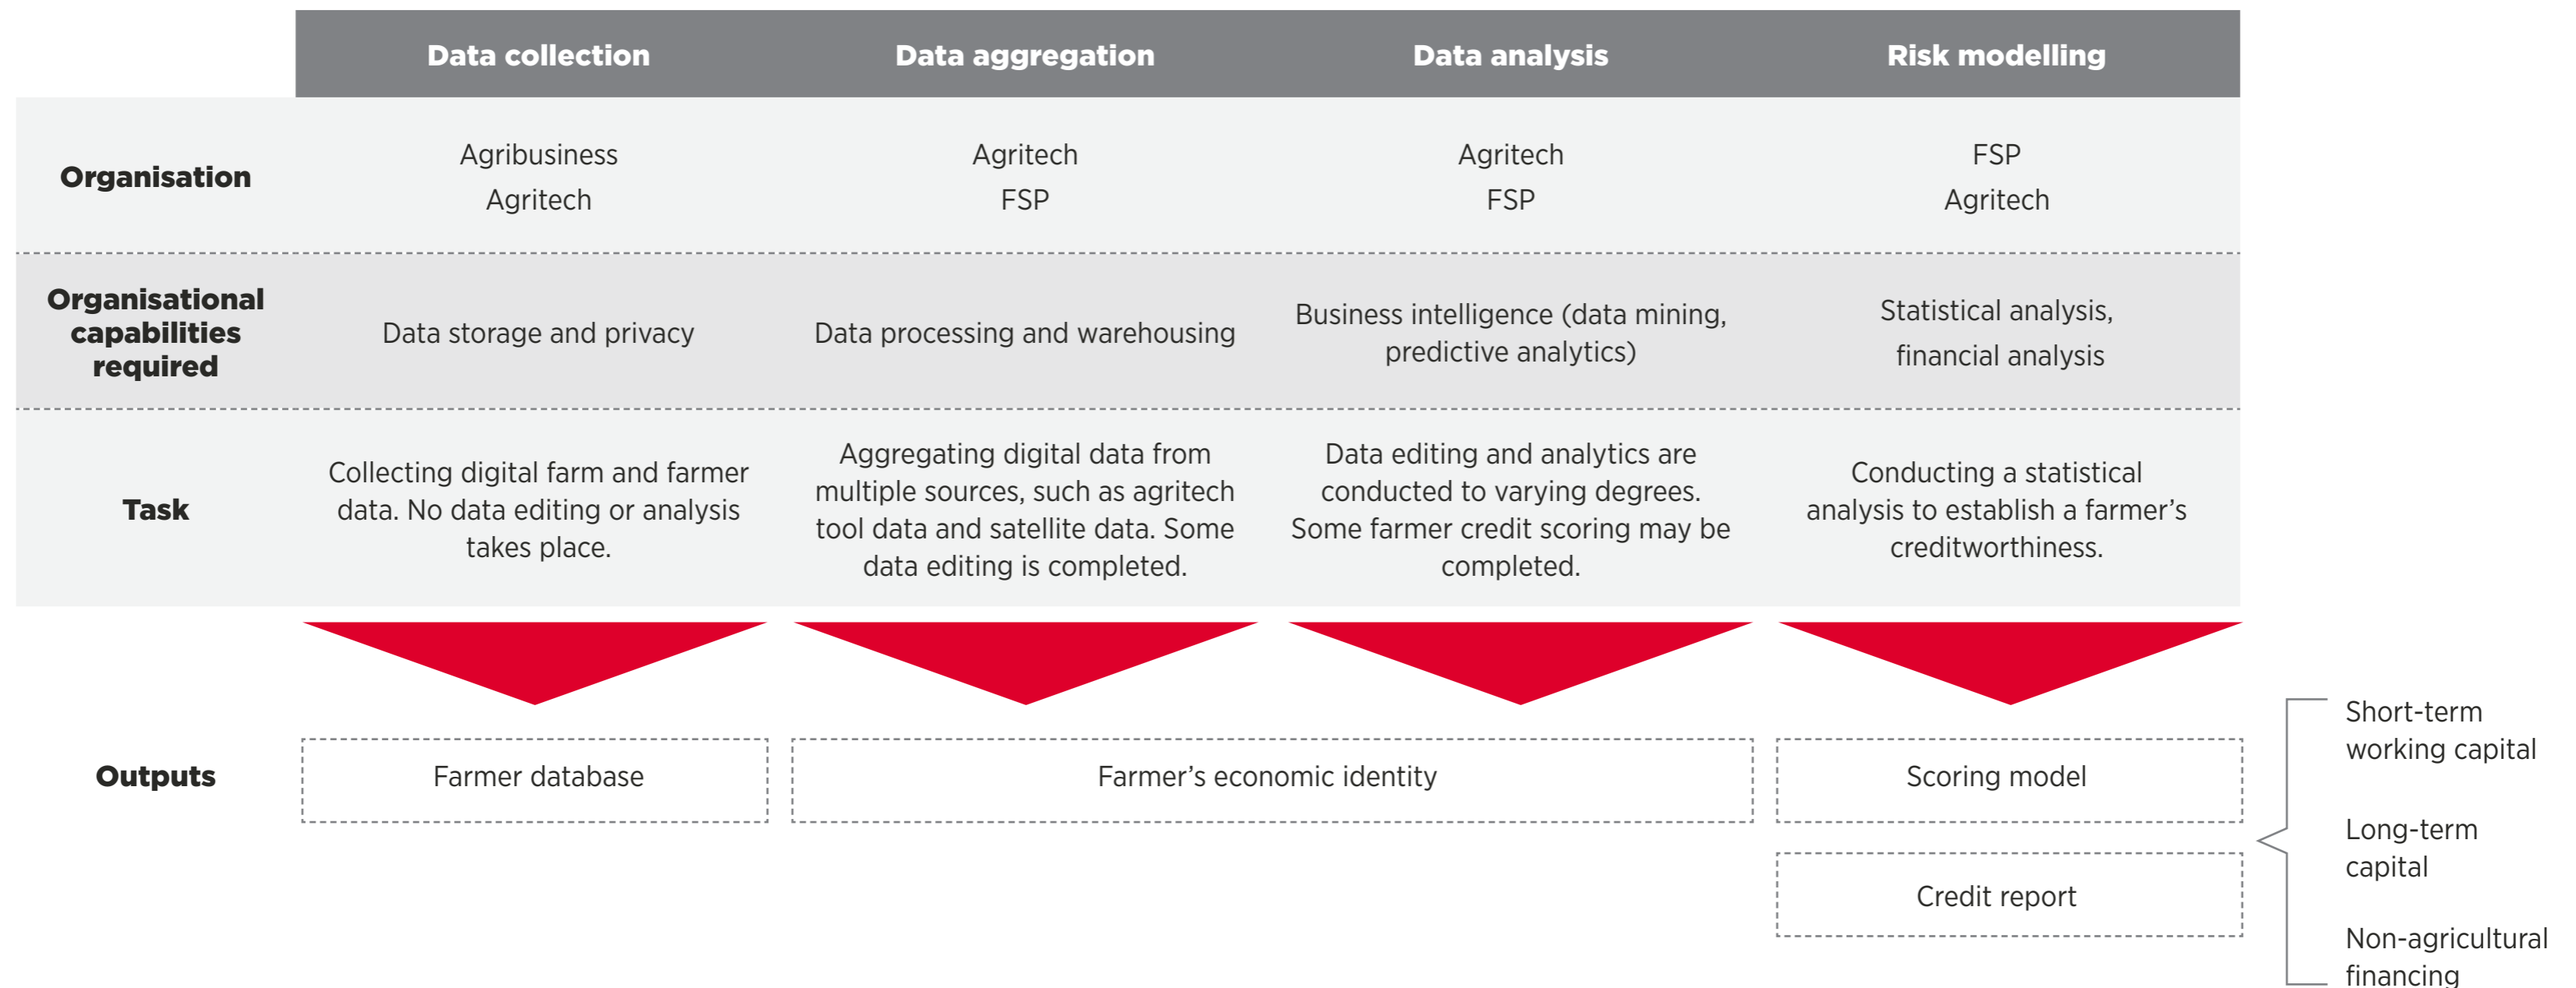 Data collection
Data aggregation
Data analysis
Risk modelling
Organisation
Agribusiness
Agritech
Agritech
FSP
Agritech
FSP
FSP
Agritech
Organisational
capabilities
required
Data storage and privacy
Data processing and warehousing
Business intelligence (data mining,
predictive analytics)
Statistical analysis,
financial analysis
Task
Collecting digital farm and farmer
data. No data editing or analysis
takes place.
Aggregating digital data from
multiple sources, such as agritech
tool data and satellite data. Some
data editing is completed.
Data editing and analytics are
conducted to varying degrees.
Some farmer credit scoring may be
completed.
Conducting a statistical
analysis to establish a farmer’s
creditworthiness.
Outputs
Farmer database
Farmer’s economic identity
Scoring model
Credit report
Short-term
working capital
Long-term
capital
Non-agricultural
financing